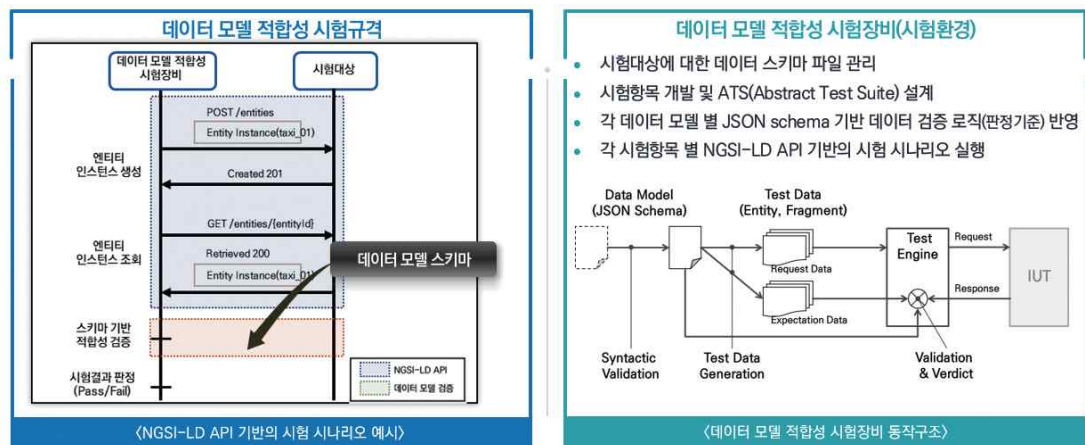 데이터 모델 적합성 시험규격
데이터 모델 적합성
시험장비
시험대상
POST /entities
Entity Instance(taxi_01)
엔티티
인스턴스 생성
Created 201
GET /entities/{entityId}
엔티티
인스턴스 조회
Retrieved 200
Entity Instance(taxi_01)
데이터 모델 스키마
스키마 기반
적합성 검증
시험결과 판정
(Pass/Fail)
NGSI-LD API
데이터 모델 검증
〈NGSI-LD API 기반의 시험 시나리오 예시〉
데이터 모델 적합성 시험장비(시험환경)
• 시험대상에 대한 데이터 스키마 파일 관리
• 시험항목 개발 및 ATS(Abstract Test Suite) 설계
• 각 데이터 모델 별 JSON schema 기반 데이터 검증 로직(판정기준) 반영
• 각 시험항목 별 NGSI-LD API 기반의 시험 시나리오 실행
Data Model
(JSON Schema)
Test Data
(Entity, Fragment)
Test
Engine
Request
Request Data
IUT
Response
Expectation Data
Syntactic
Validation
Test Data
Generation
Validation
& Verdict
〈데이터 모델 적합성 시험장비 동작구조〉